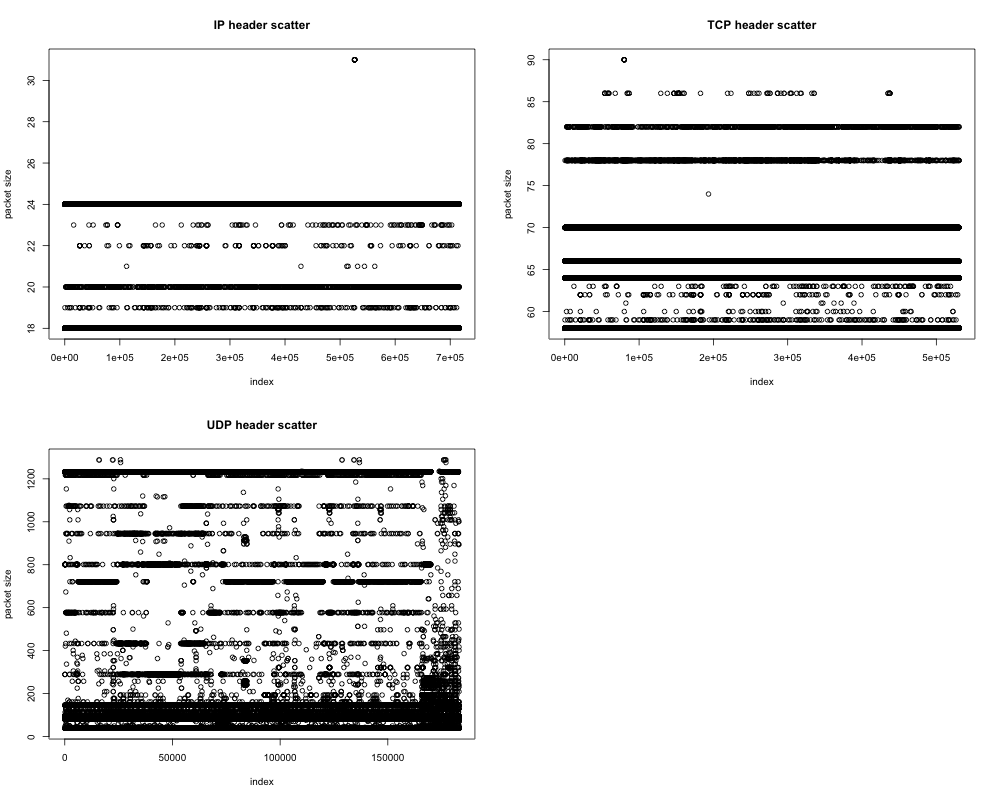 IP header scatter
packet size
30
28
26
24
22
20
18
0e+00 1e+05 2e+05 3e+05 4e+05 5e+05 6e+05 7e+05
index
TCP header scatter
packet size
90
85
80
75
70
65
60
0e+00 1e+05 2e+05 3e+05 4e+05 5e+05
index
UDP header scatter
packet size
1200
1000
800
600
400
200
0
0 50000 100000 150000
index